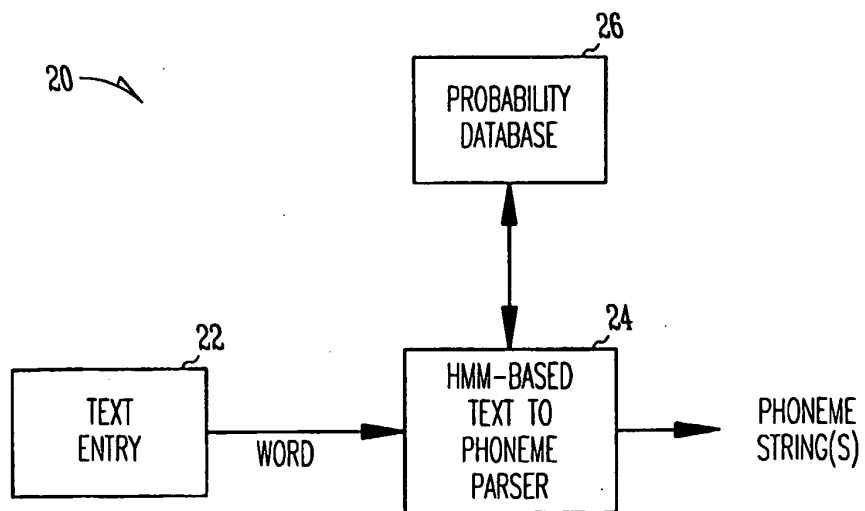 26
20
PROBABILITY
DATABASE
22
24
TEXT
ENTRY
WORD
HMM-BASED
TEXT TO
PHONEME
PARSER
PHONEME
STRING(S)